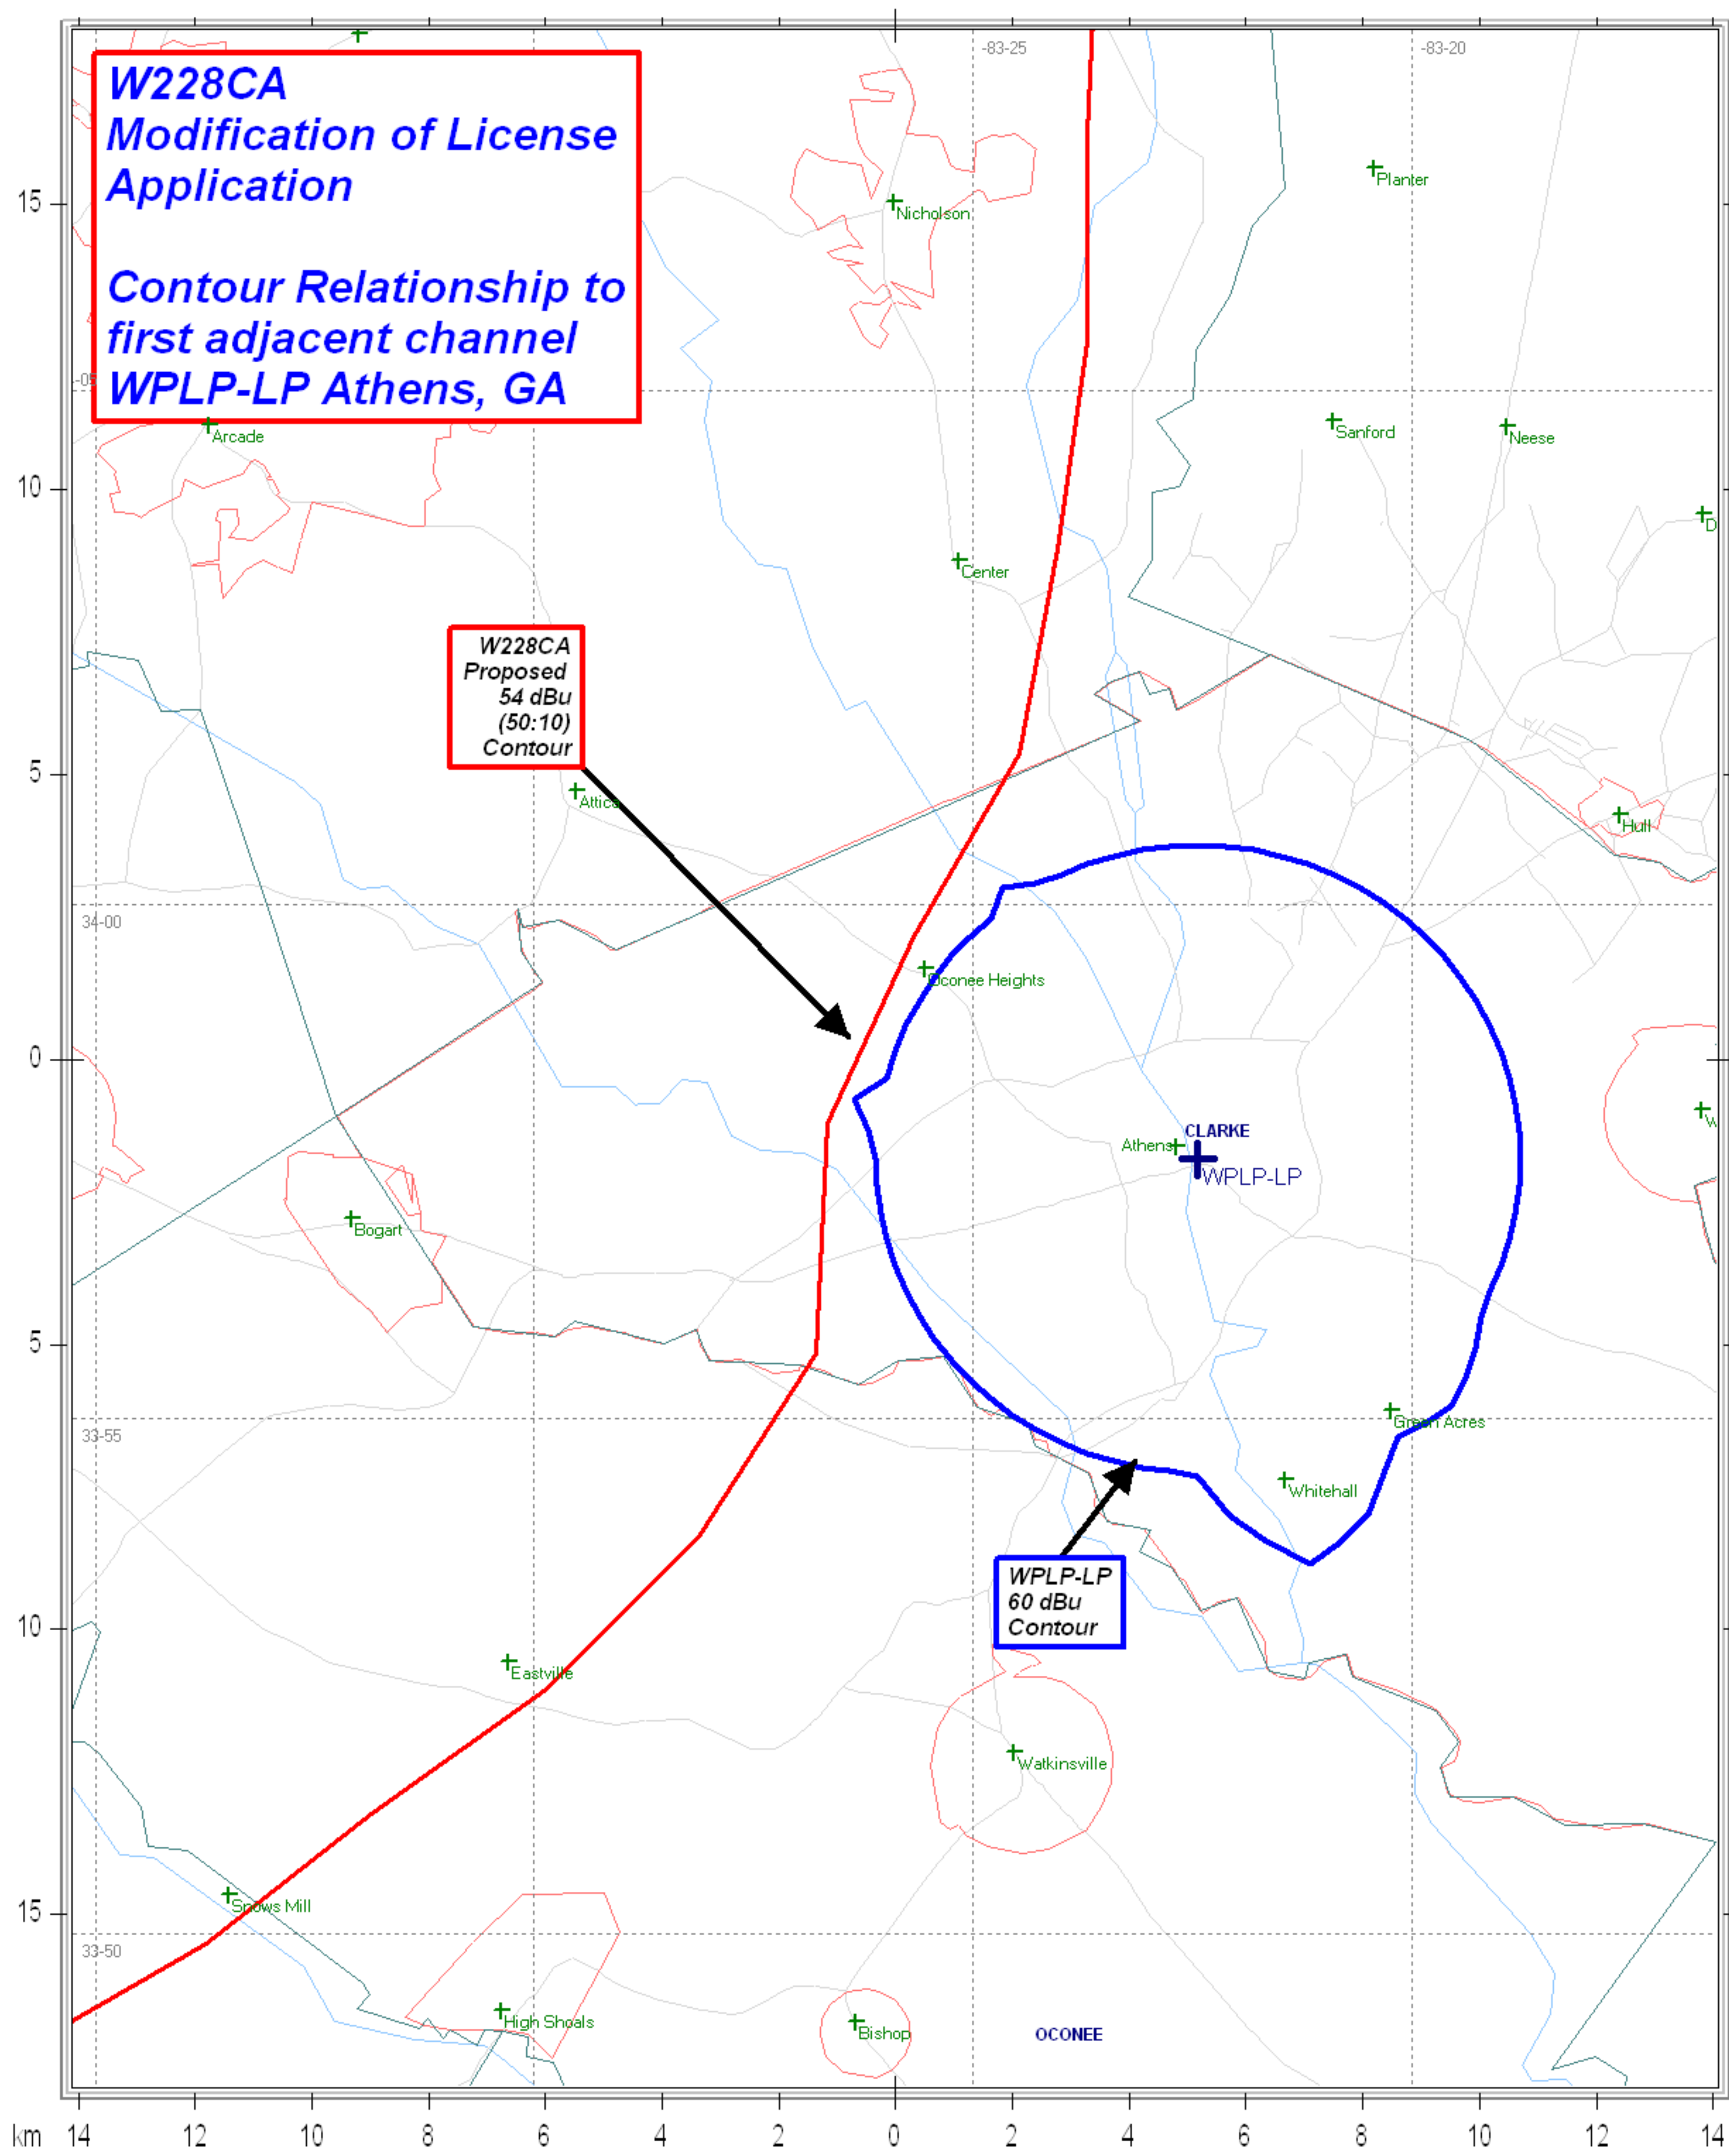 -83-25
-83-20
W228CA
Modification of License
Application
Contour Relationship to
first adjacent channel
WPLP-LP Athens, GA
Planter
15
Nicholson
Arcade
Sanford
Neese
10
D
Center
W228CA
Proposed
54 dBu
(50:10)
Contour
5
Attica
Hull
34-00
Oconee Heights
0
CLARKE
Athens
WPLP-LP
W
Bogart
5
33-55
Green Acres
Whitehall
WPLP-LP
60 dBu
Contour
10
Eastville
Watkinsville
15
Snows Mill
33-50
High Shoals
Bishop
OCONEE
km 14 12 10 8 6 4 2 0 2 4 6 8 10 12 14